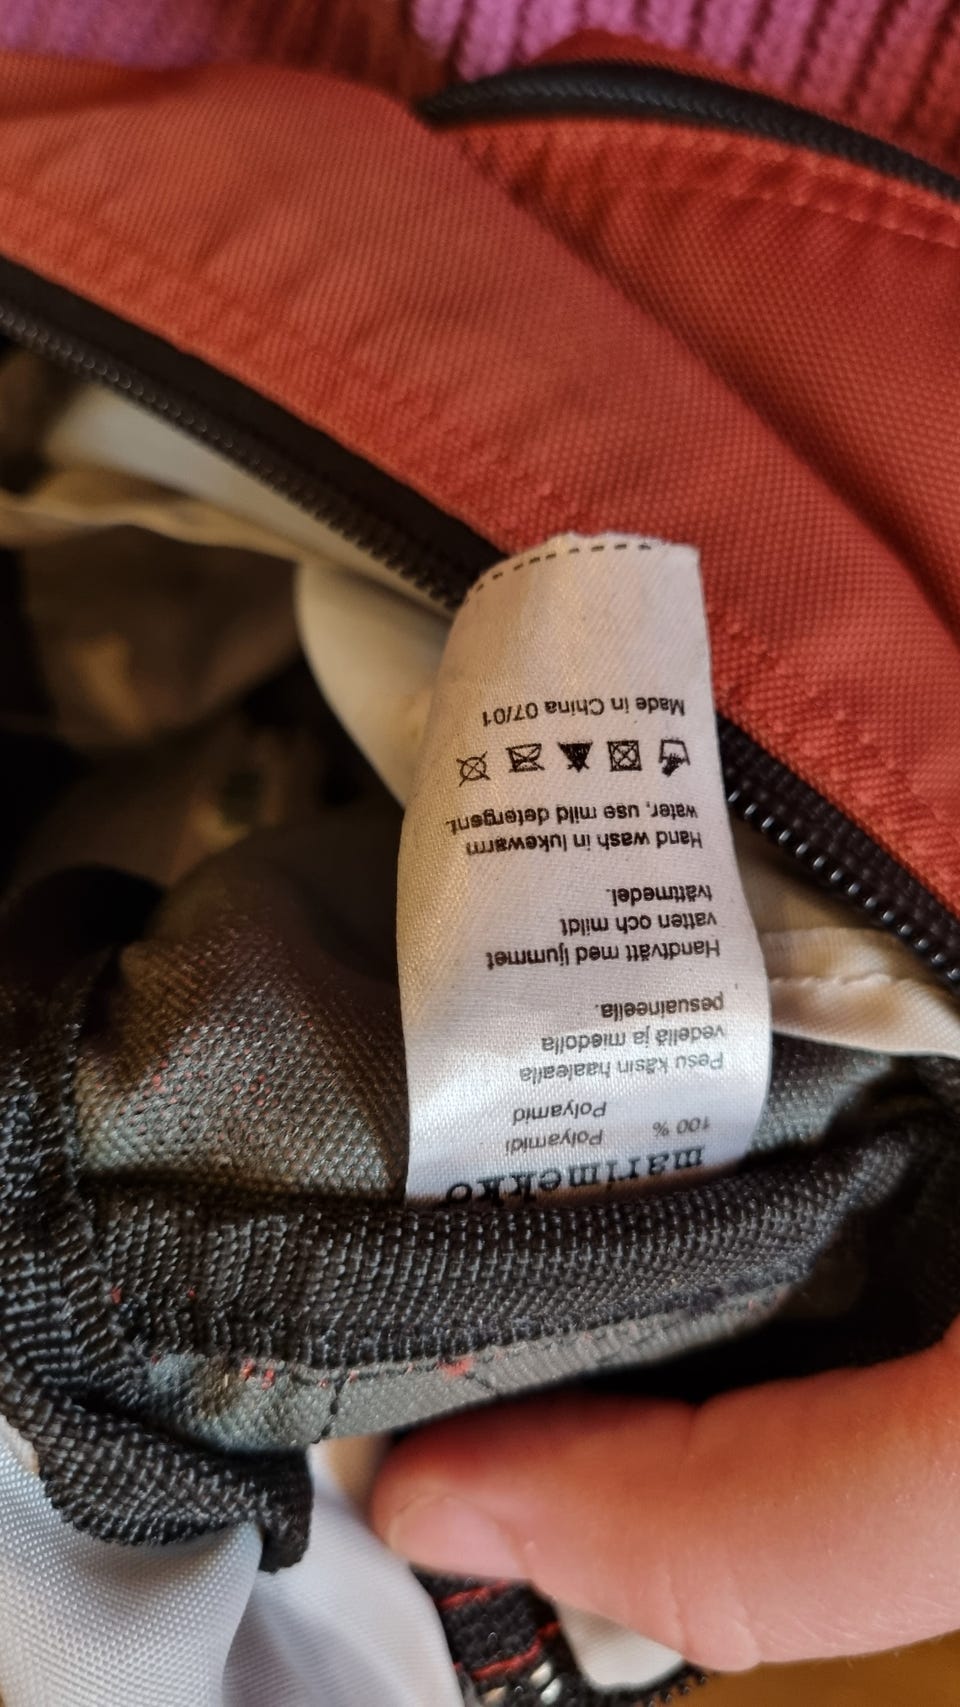 marimekko
100 % Polyamidi
Polyamid
Pesu käsin haalealla
vedellä ja miedolla
pesuaineella.
Handtvätt med ljummet
vatten och mildt
tvättmedel.
Hand wash in lukewarm
water, use mild detergent.
Made in China 07/01